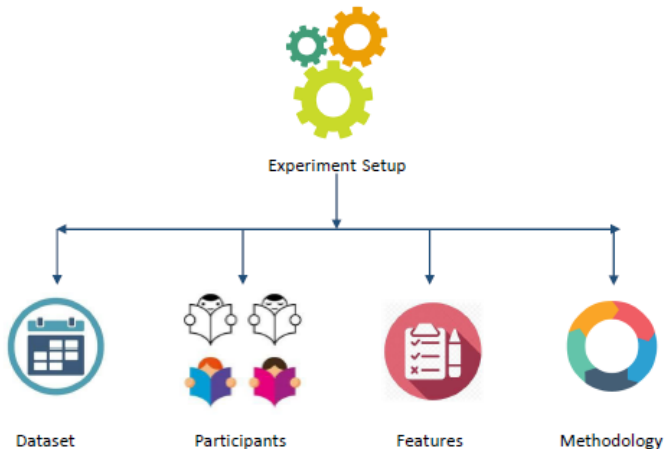 Experiment Setup
Dataset
Participants
Features
Methodology